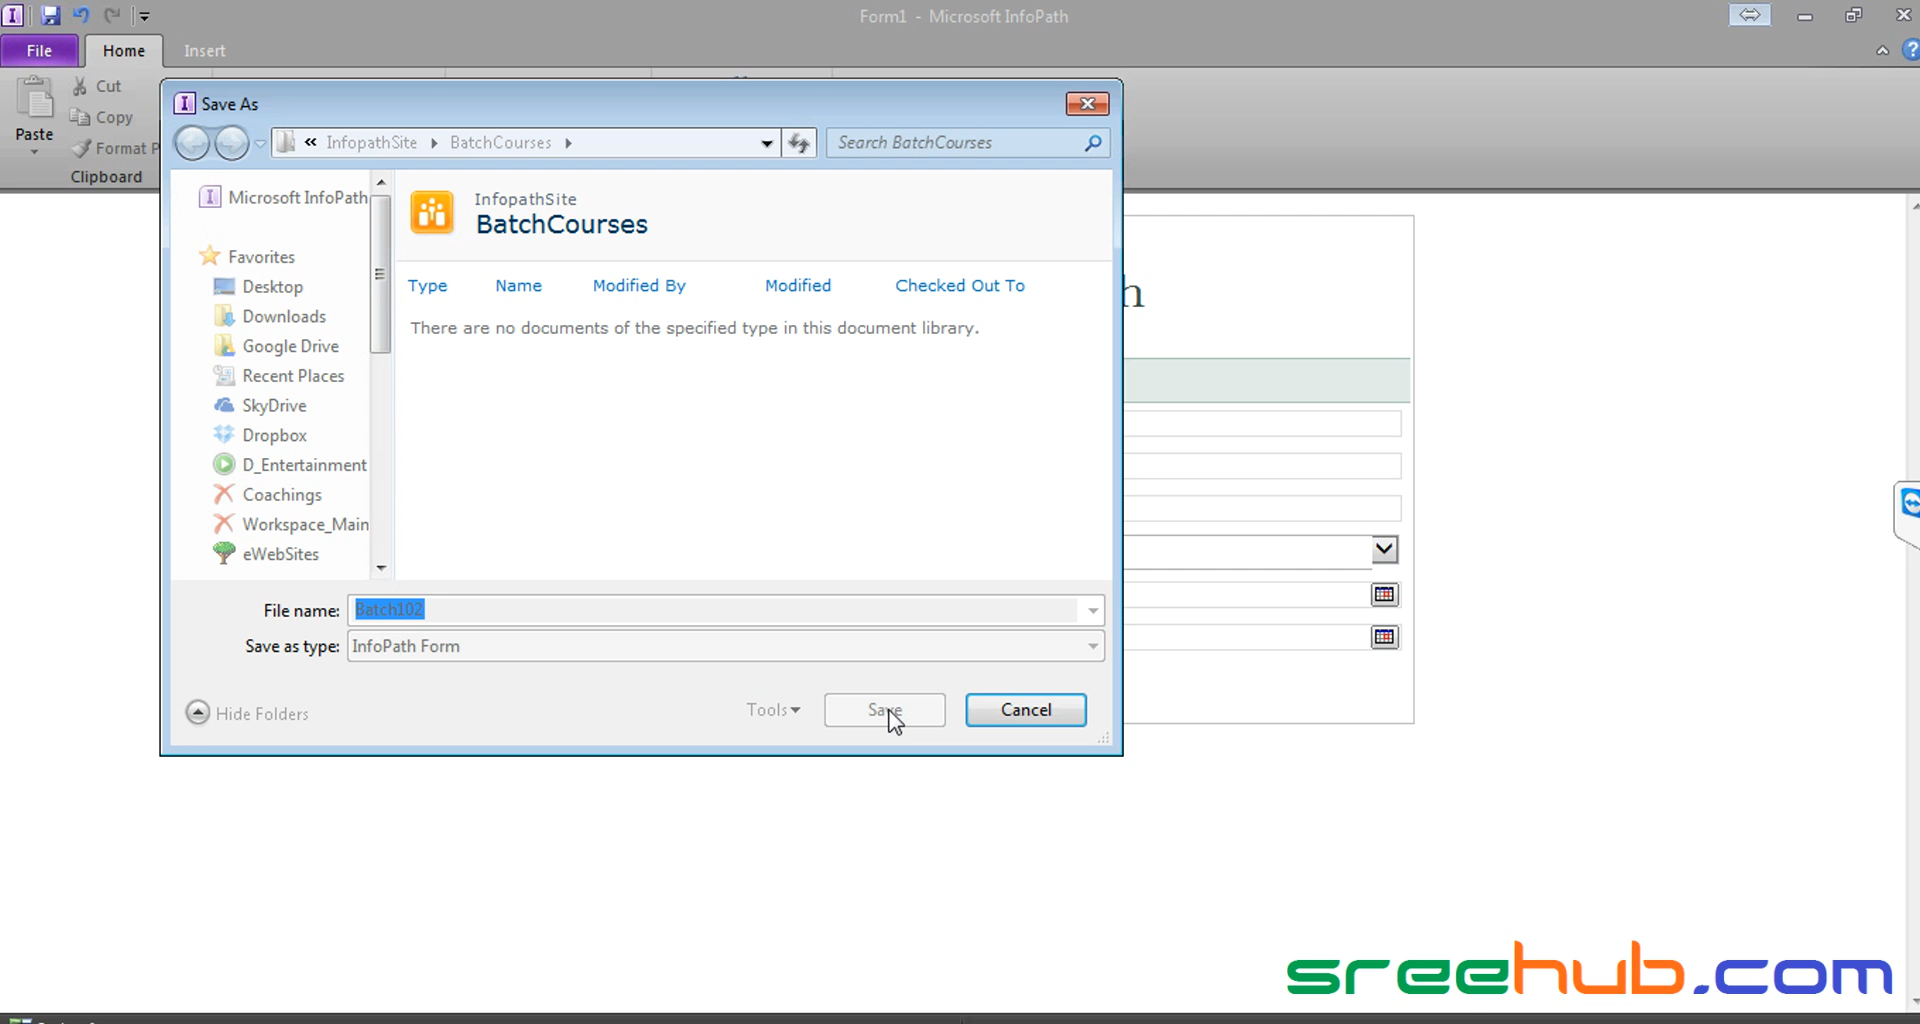 Form1 - Microsoft InfoPath
File
Home
Insert
Paste
Cut
Copy
Format P
Clipboard
Save As
« InfopathSite BatchCourses
Search BatchCourses
Microsoft InfoPath
Favorites
Desktop
Downloads
Google Drive
Recent Places
SkyDrive
Dropbox
D_Entertainment
Coachings
Workspace_Main
eWebSites
InfopathSite
BatchCourses
Type Name Modified By Modified Checked Out To
There are no documents of the specified type in this document library.
h
File name: Batch102
Save as type: InfoPath Form
Hide Folders
Tools
Save
Cancel
sreehub.com